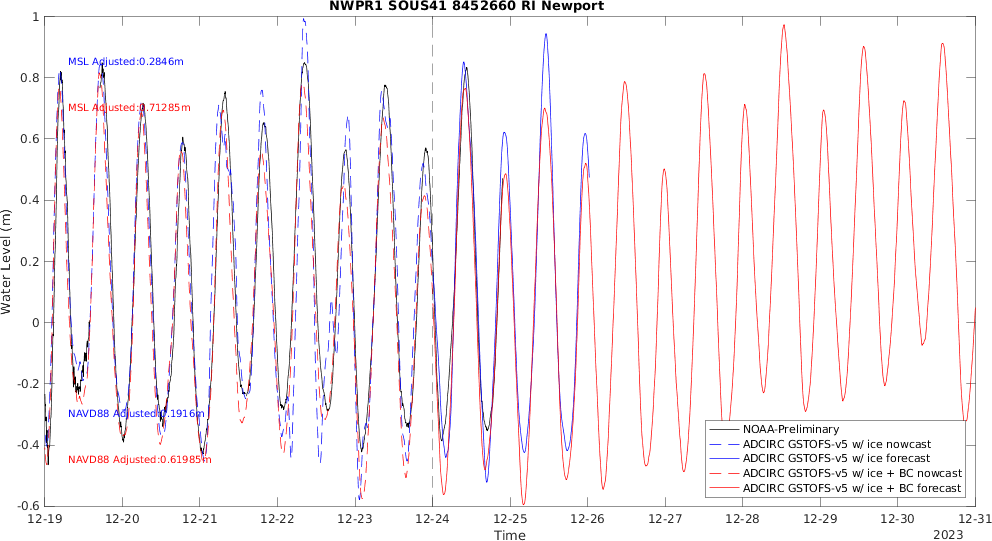 NWPR1 SOUS41 8452660 RI Newport
1
0.8
0.6
0.4
0.2
0
-0.2
-0.4
-0.6
Water Level (m)
MSL Adjusted:0.2846m
MSL Adjusted:0.71285m
NAVD88 Adjusted:0.1916m
NAVD88 Adjusted:0.61985m
NOAA-Preliminary
ADCIRC GSTOFS-v5 w/ ice nowcast
ADCIRC GSTOFS-v5 w/ ice forecast
ADCIRC GSTOFS-v5 w/ ice + BC nowcast
ADCIRC GSTOFS-v5 w/ ice + BC forecast
12-19 12-20 12-21 12-22 12-23 12-24 12-25 12-26 12-27 12-28 12-29 12-30 12-31
Time
2023